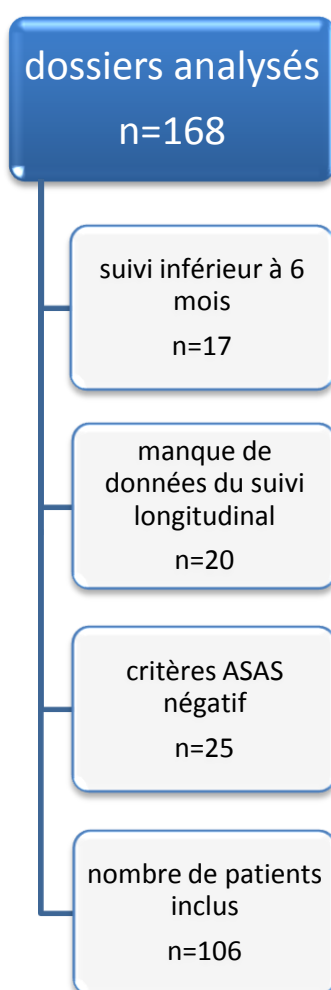 dossiers analysés
n=168
suivi inférieur à 6
mois
n=17
manque de
données du suivi
longitudinal
n=20
critères ASAS
négatif
n=25
nombre de patients
inclus
n=106